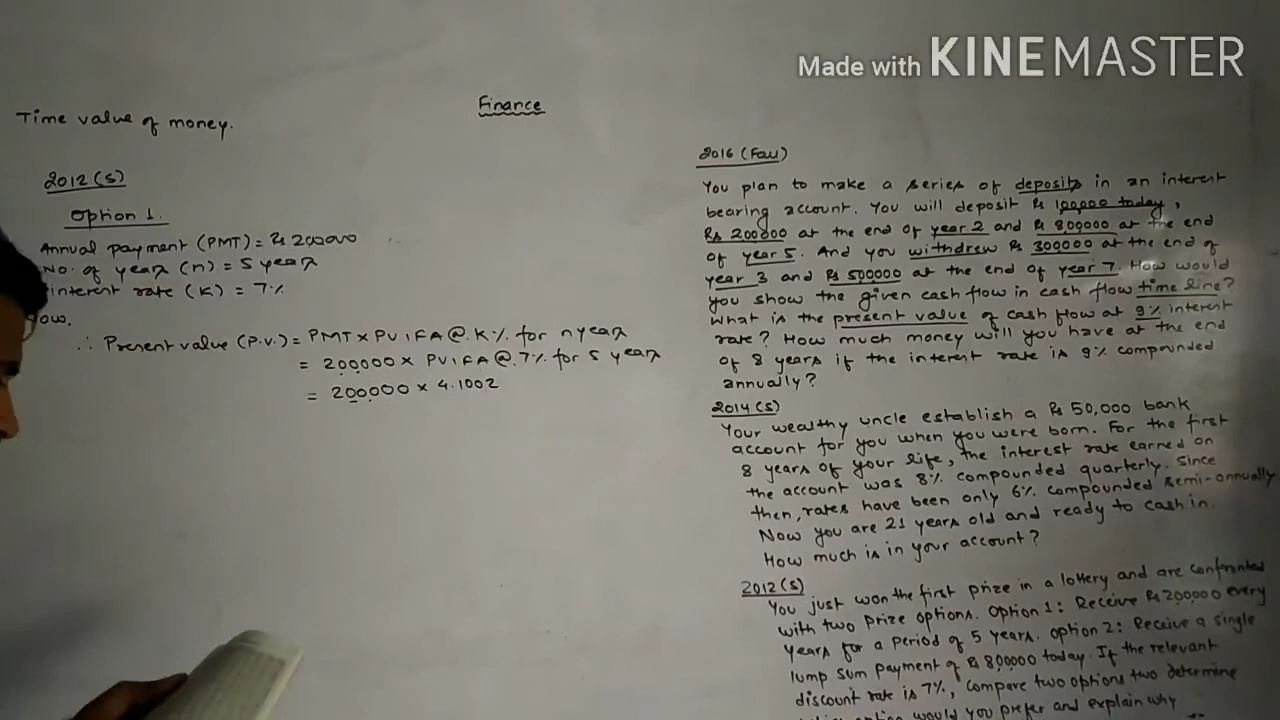 Made with KINEMASTER
Finance
Time value of money.
2012 (S)
Option 1.
Annual payment (PMT) = Rs 200000
No. of years (n) = 5 years
interest rate (K) = 7%
Now.
∴ Present value (P.v.) = PMT × PVIFA @ K% for n years
= 200,000 × PVIFA @ 7% for 5 years
= 200,000 × 4.1002
2016 (Fall)
You plan to make a series of deposits in an interest
bearing account. You will deposit Rs 100,000 today,
Rs 200000 at the end of year 2 and Rs 800000 at the end
of year 5. And you withdrew Rs 300000 at the end of
year 3 and Rs 500000 at the end of year 7. How would
you show the given cash flow in cash flow time line?
What is the present value of cash flow at 9% interest
rate? How much money will you have at the end
of 8 years if the interest rate is 9% compounded
annually?
2014 (S)
Your wealthy uncle establish a Rs 50,000 bank
account for you when you were born. For the first
8 years of your life, the interest rate earned on
the account was 8% compounded quarterly. Since
then, rates have been only 6% compounded semi-annually.
Now you are 21 years old and ready to cash in.
How much is in your account?
2012 (S)
You just won the first prize in a lottery and are confronted
with two prize options. Option 1: Receive Rs 200,000 every
years for a period of 5 years. Option 2: Receive a single
lump sum payment of Rs 800000 today. If the relevant
discount rate is 7%, compare two options two determine
option would you prefer and explain why